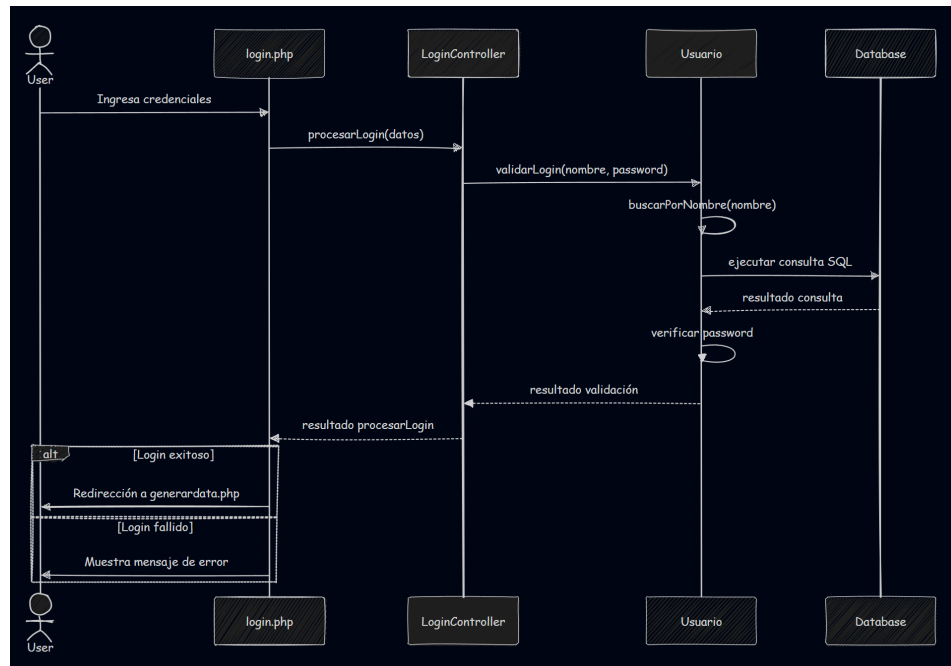 User
login.php
LoginController
Usuario
Database
Ingresa credenciales
procesarLogin(datos)
validarLogin(nombre, password)
buscarPorNombre(nombre)
ejecutar consulta SQL
resultado consulta
verificar password
resultado validación
resultado procesarLogin
alt
[Login exitoso]
Redirección a generardata.php
[Login fallido]
Muestra mensaje de error
User
login.php
LoginController
Usuario
Database